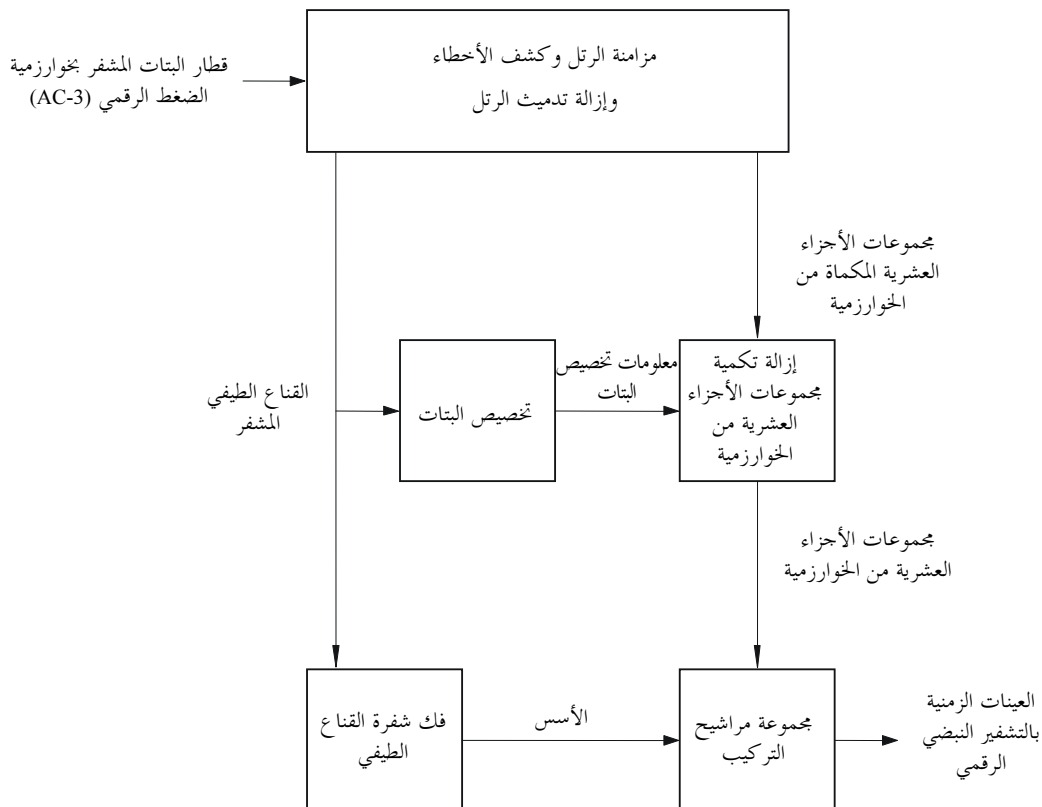 مزامنة الرتل وكشف الأخطاء
وإزالة تدميث الرتل
قطار البتات المشفر بخوارزمية
الضغط الرقمي (AC-3)
مجموعات الأجزاء
العشرية المكماة من
الخوارزمية
القناع الطيفي
المشفر
تخصيص البتات
معلومات تخصيص
البتات
إزالة تكمية
مجموعات الأجزاء
العشرية من
الخوارزمية
مجموعات الأجزاء
العشرية من الخوارزمية
فك شفرة القناع
الطيفي
الأسس
مجموعة مراشيح
التركيب
العينات الزمنية
بالتشفير النبضي
الرقمي